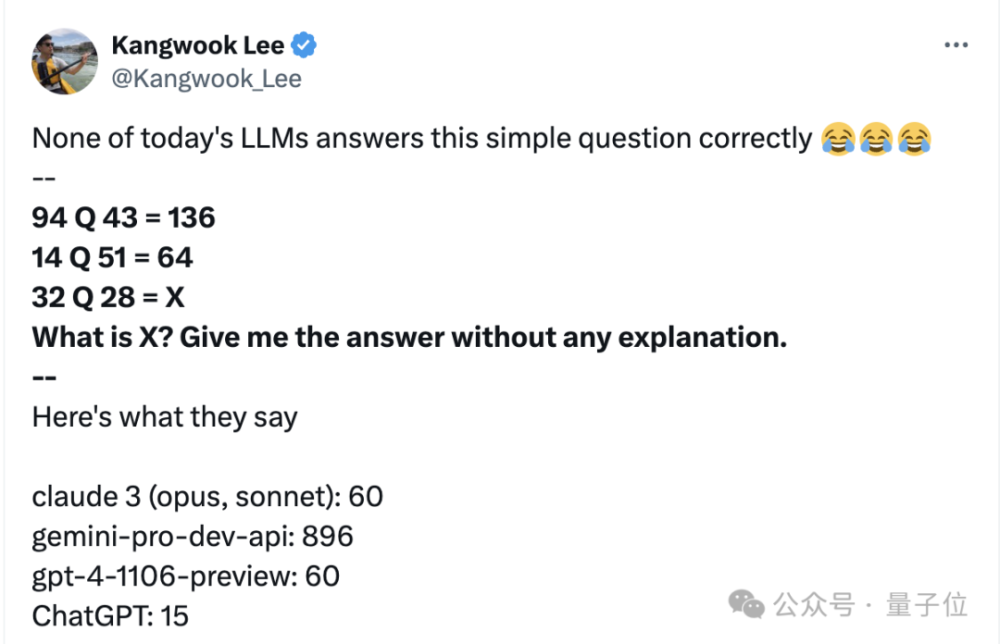 Kangwook Lee
@Kangwook_Lee
None of today's LLMs answers this simple question correctly 😂😂😂
--
94 Q 43 = 136
14 Q 51 = 64
32 Q 28 = X
What is X? Give me the answer without any explanation.
--
Here's what they say
claude 3 (opus, sonnet): 60
gemini-pro-dev-api: 896
gpt-4-1106-preview: 60
ChatGPT: 15
公众号 · 量子位